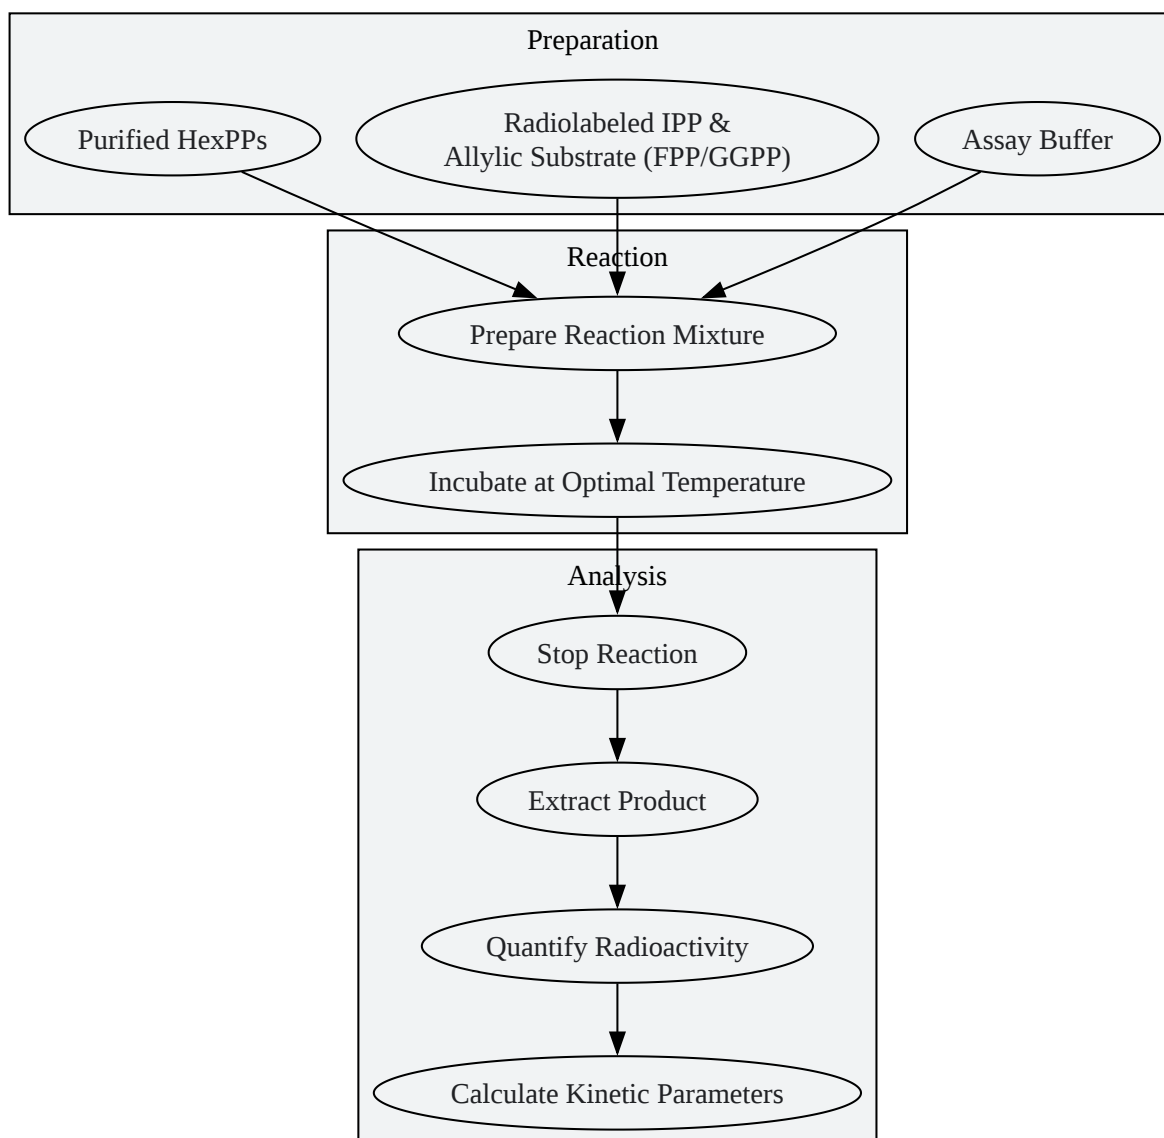 Preparation
Purified HexPPs
Radiolabeled IPP &
Allylic Substrate (FPP/GGPP)
Assay Buffer
Reaction
Prepare Reaction Mixture
Incubate at Optimal Temperature
Analysis
Stop Reaction
Extract Product
Quantify Radioactivity
Calculate Kinetic Parameters